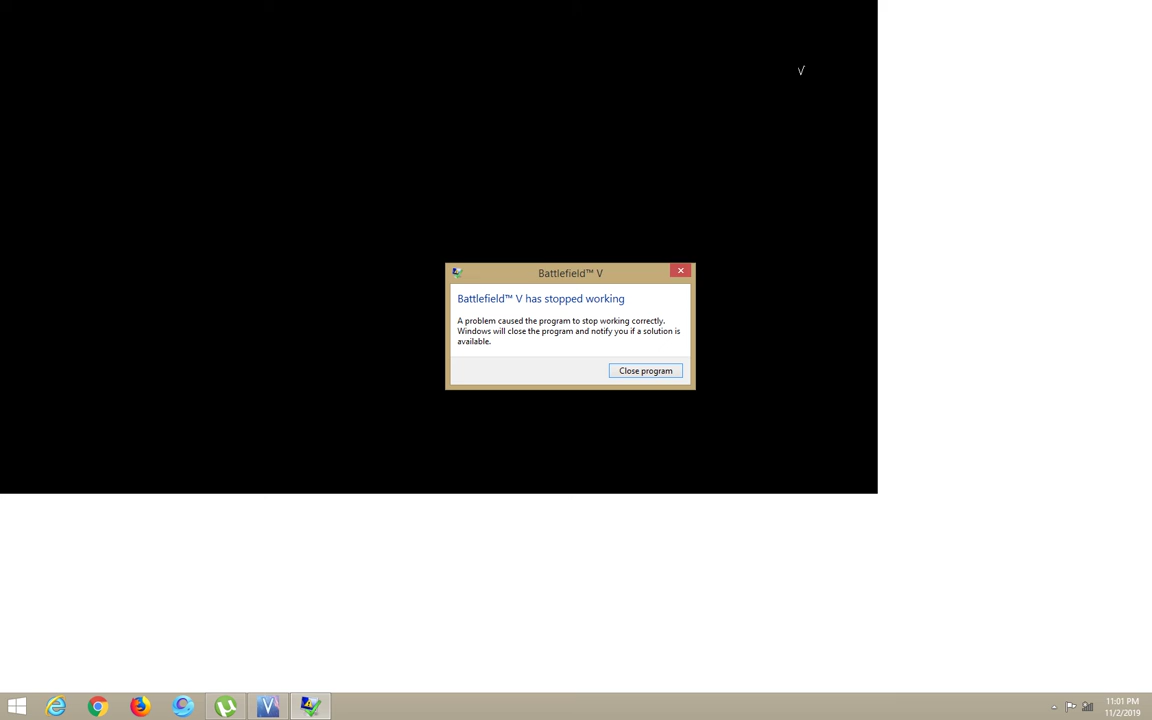 V
Battlefield™ V
Battlefield™ V has stopped working
A problem caused the program to stop working correctly.
Windows will close the program and notify you if a solution is
available.
Close program
11:01 PM
11/2/2019